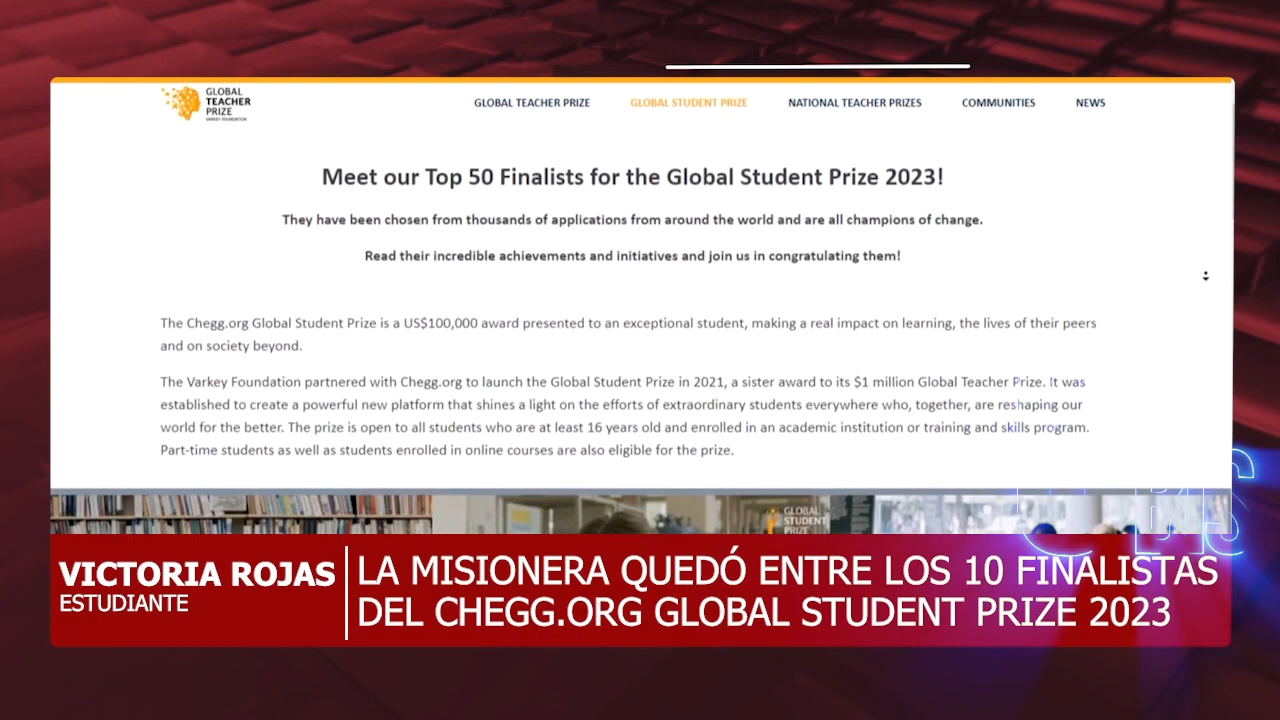 GLOBAL
TEACHER
PRIZE
VARKEY FOUNDATION
GLOBAL TEACHER PRIZE
GLOBAL STUDENT PRIZE
NATIONAL TEACHER PRIZES
COMMUNITIES
NEWS
Meet our Top 50 Finalists for the Global Student Prize 2023!
They have been chosen from thousands of applications from around the world and are all champions of change.
Read their incredible achievements and initiatives and join us in congratulating them!
The Chegg.org Global Student Prize is a US$100,000 award presented to an exceptional student, making a real impact on learning, the lives of their peers
and on society beyond.
The Varkey Foundation partnered with Chegg.org to launch the Global Student Prize in 2021, a sister award to its $1 million Global Teacher Prize. It was
established to create a powerful new platform that shines a light on the efforts of extraordinary students everywhere who, together, are reshaping our
world for the better. The prize is open to all students who are at least 16 years old and enrolled in an academic institution or training and skills program.
Part-time students as well as students enrolled in online courses are also eligible for the prize.
GLOBAL
STUDENT
PRIZE
VICTORIA ROJAS
ESTUDIANTE
LA MISIONERA QUEDÓ ENTRE LOS 10 FINALISTAS
DEL CHEGG.ORG GLOBAL STUDENT PRIZE 2023